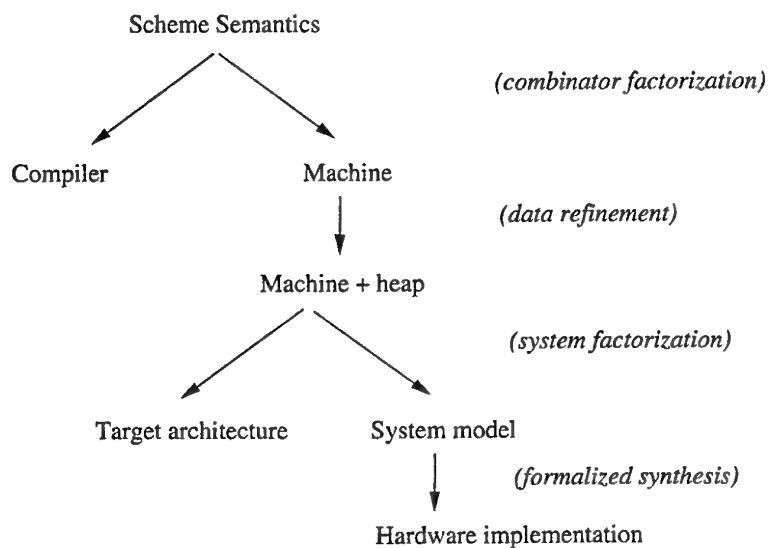 Scheme Semantics
(combinator factorization)
Compiler
Machine
(data refinement)
Machine + heap
(system factorization)
Target architecture
System model
(formalized synthesis)
Hardware implementation